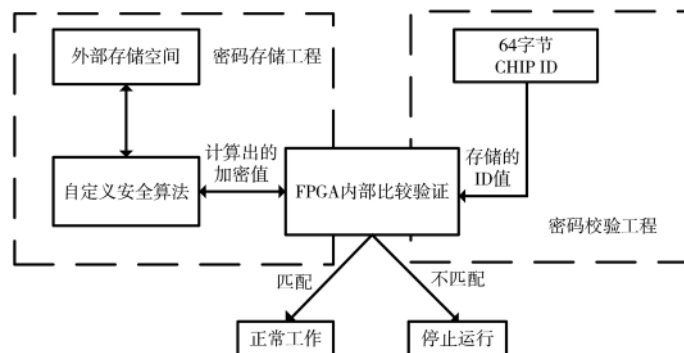 外部存储空间
密码存储工程
64字节
CHIP ID
计算出的
加密值
存储的
ID值
自定义安全算法
FPGA内部比较验证
密码校验工程
匹配
不匹配
正常工作
停止运行